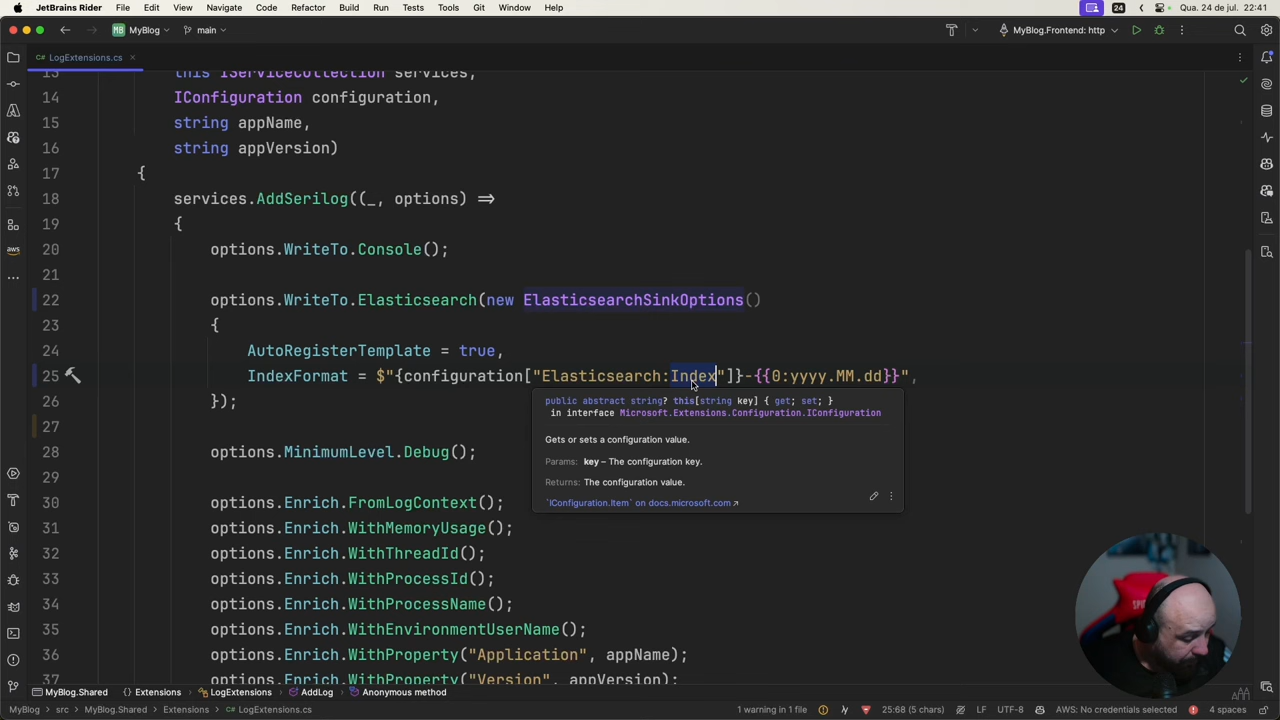 JetBrains Rider File Edit View Navigate Code Refactor Build Run Tests Tools Git Window Help 24 Qua. 24 de jul. 22:41
MB MyBlog main MyBlog.Frontend: http
C# LogExtensions.cs
13 this IServiceCollection services,
14 IConfiguration configuration,
15 string appName,
16 string appVersion)
17 {
18 services.AddSerilog((_, options) =>
19 {
20 options.WriteTo.Console();
21
22 options.WriteTo.Elasticsearch(new ElasticsearchSinkOptions()
23 {
24 AutoRegisterTemplate = true,
25 IndexFormat = $"{configuration["Elasticsearch:Index"]}-{{0:yyyy.MM.dd}}",
26 });
27
28 options.MinimumLevel.Debug();
29
30 options.Enrich.FromLogContext();
31 options.Enrich.WithMemoryUsage();
32 options.Enrich.WithThreadId();
33 options.Enrich.WithProcessId();
34 options.Enrich.WithProcessName();
35 options.Enrich.WithEnvironmentUserName();
36 options.Enrich.WithProperty("Application", appName);
37 options.Enrich.WithProperty("Version", appVersion);
public abstract string? this[string key] { get; set; }
in interface Microsoft.Extensions.Configuration.IConfiguration
Gets or sets a configuration value.
Params: key – The configuration key.
Returns: The configuration value.
`IConfiguration.Item` on docs.microsoft.com
aws
MyBlog.Shared Extensions LogExtensions AddLog Anonymous method
MyBlog src MyBlog.Shared Extensions C# LogExtensions.cs 1 warning in 1 file 25:68 (5 chars) LF UTF-8 AWS: No credentials selected 4 spaces